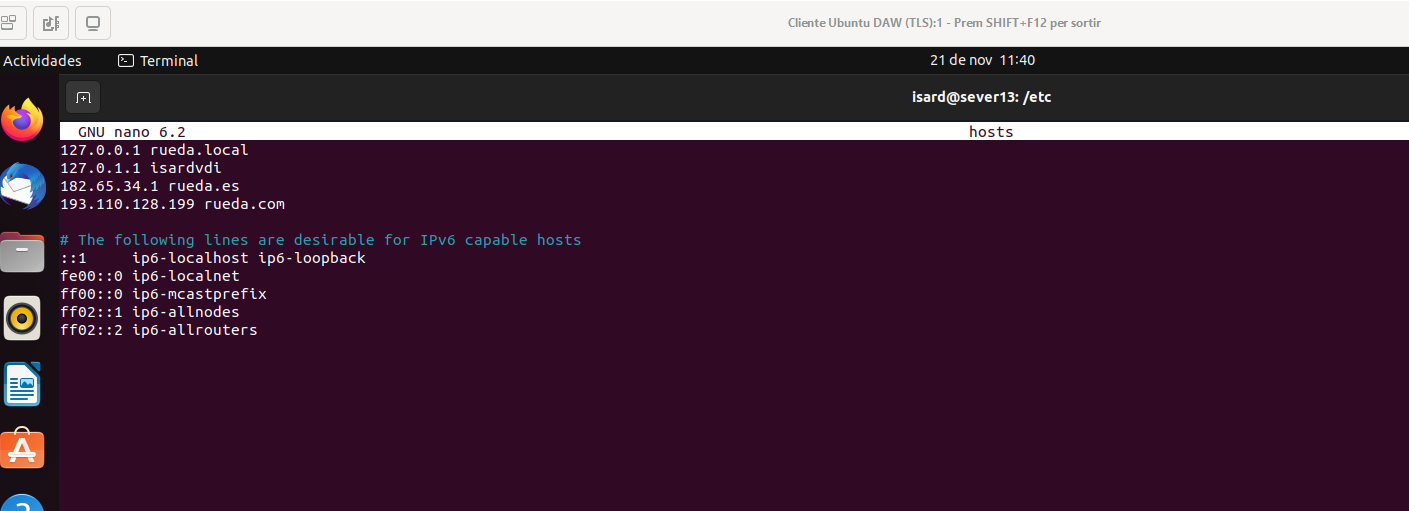 Cliente Ubuntu DAW (TLS):1 - Prem SHIFT+F12 per sortir
Actividades
Terminal
21 de nov 11:40
isard@sever13: /etc
GNU nano 6.2
hosts
127.0.0.1 rueda.local
127.0.1.1 isardvdi
182.65.34.1 rueda.es
193.110.128.199 rueda.com
# The following lines are desirable for IPv6 capable hosts
::1     ip6-localhost ip6-loopback
fe00::0 ip6-localnet
ff00::0 ip6-mcastprefix
ff02::1 ip6-allnodes
ff02::2 ip6-allrouters